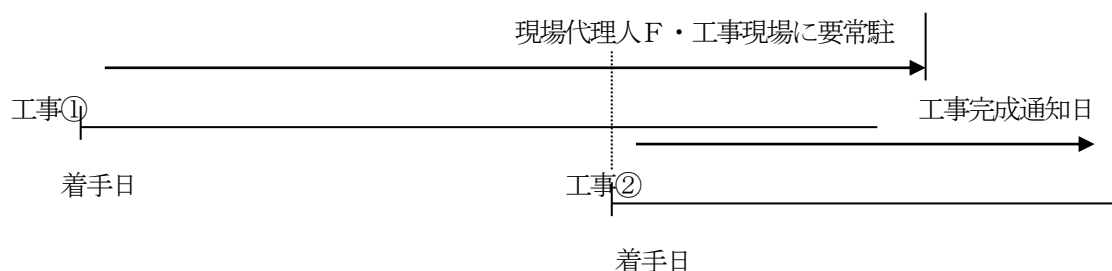 現場代理人Ｆ・工事現場に要常駐
工事①
工事完成通知日
着手日
工事②
着手日